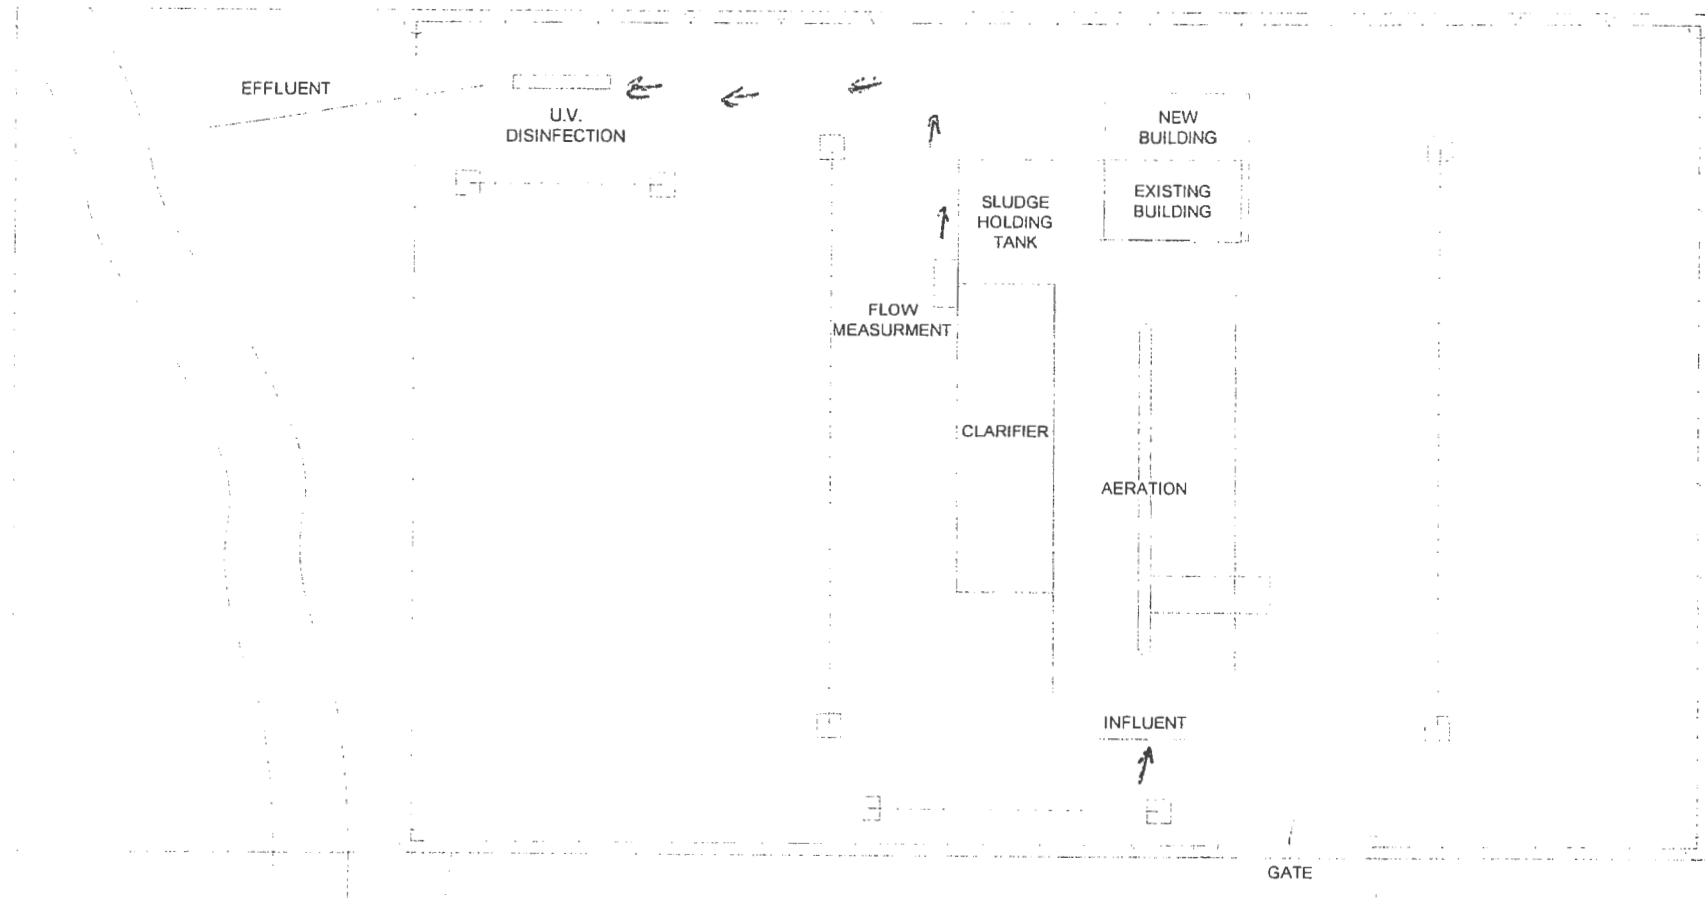 EFFLUENT
U.V.
DISINFECTION
NEW
BUILDING
EXISTING
BUILDING
SLUDGE
HOLDING
TANK
FLOW
MEASURMENT
CLARIFIER
AERATION
INFLUENT
GATE